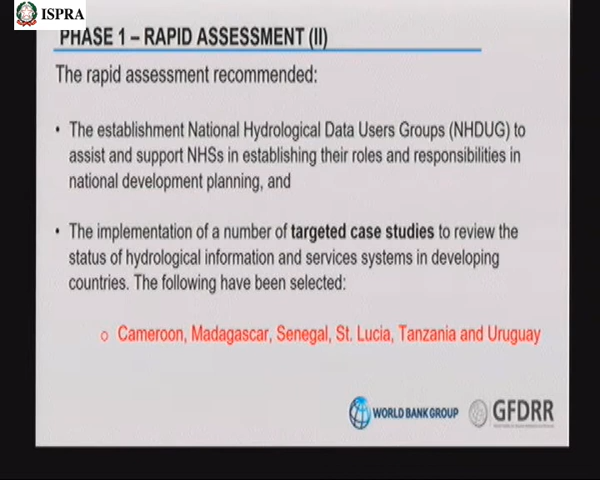 ISPRA
PHASE 1 – RAPID ASSESSMENT (II)
The rapid assessment recommended:
• The establishment National Hydrological Data Users Groups (NHDUG) to
assist and support NHSs in establishing their roles and responsibilities in
national development planning, and
• The implementation of a number of targeted case studies to review the
status of hydrological information and services systems in developing
countries. The following have been selected:
o Cameroon, Madagascar, Senegal, St. Lucia, Tanzania and Uruguay
WORLD BANK GROUP
GFDRR